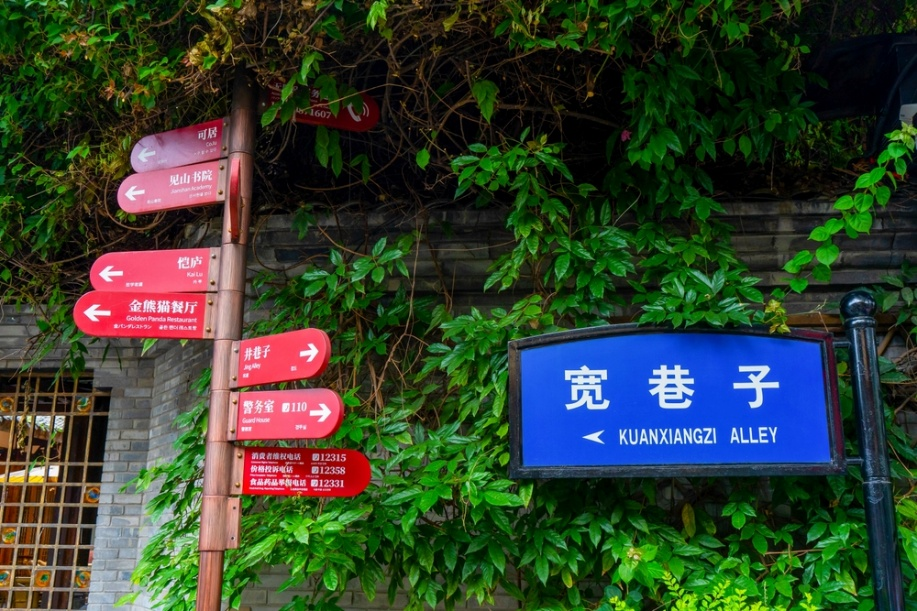 1607
可居
见山书院
Jianshan Academy
恺庐
Kai Lu
金熊猫餐厅
Golden Panda Restaurant
井巷子
Jing Alley
警务室 110
Guard House
消费者维权电话 12315
价格投诉电话 12358
食品药品举报电话 12331
宽巷子
KUANXIANGZI ALLEY